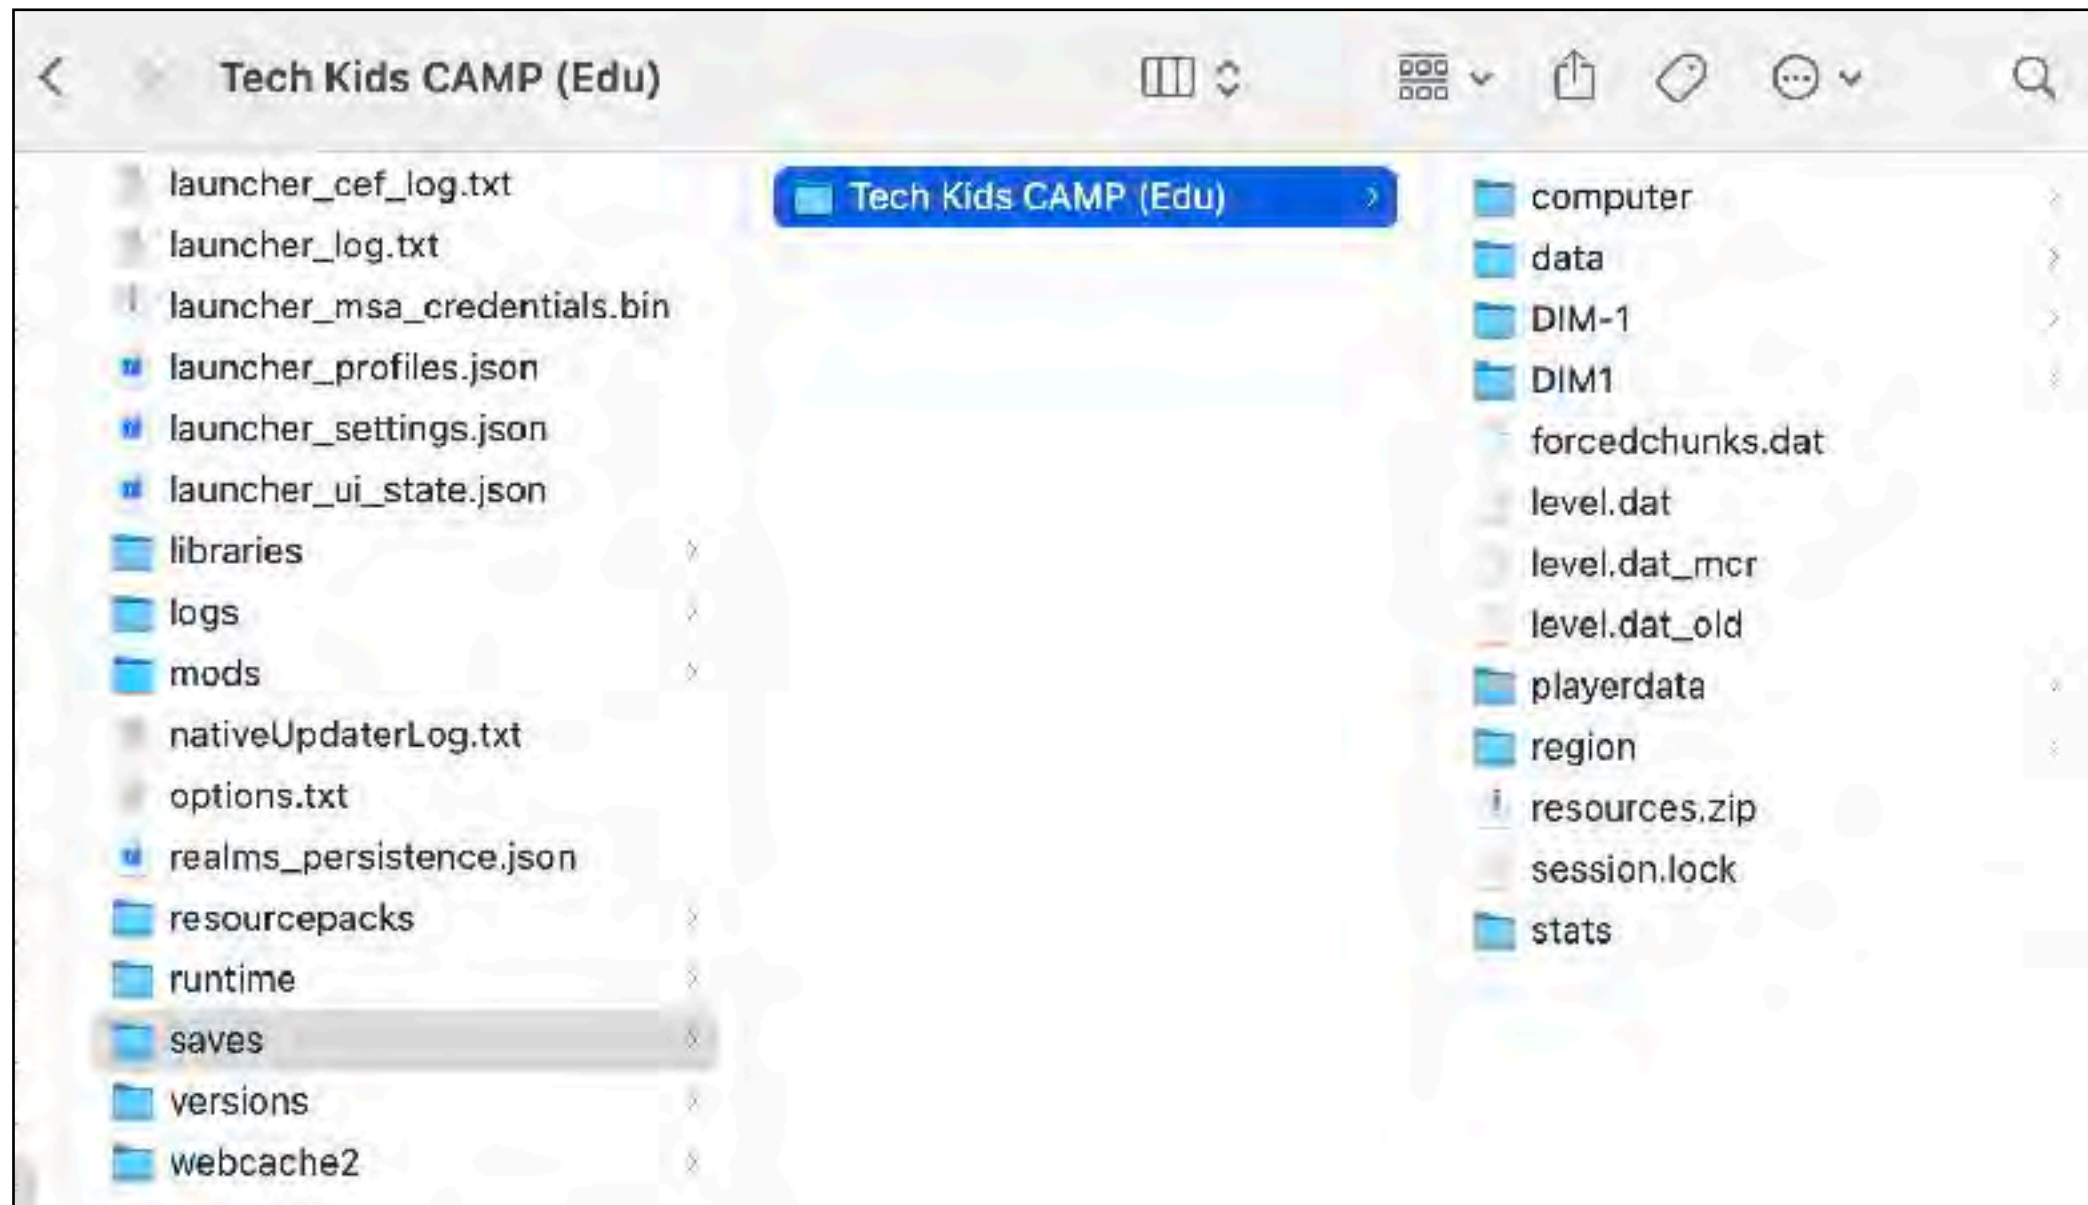 Tech Kids CAMP (Edu)
launcher_cef_log.txt
launcher_log.txt
launcher_msa_credentials.bin
launcher_profiles.json
launcher_settings.json
launcher_ui_state.json
libraries
logs
mods
nativeUpdaterLog.txt
options.txt
realms_persistence.json
resourcepacks
runtime
saves
versions
webcache2
Tech Kids CAMP (Edu)
computer
data
DIM-1
DIM1
forcedchunks.dat
level.dat
level.dat_mcr
level.dat_old
playerdata
region
resources.zip
session.lock
stats